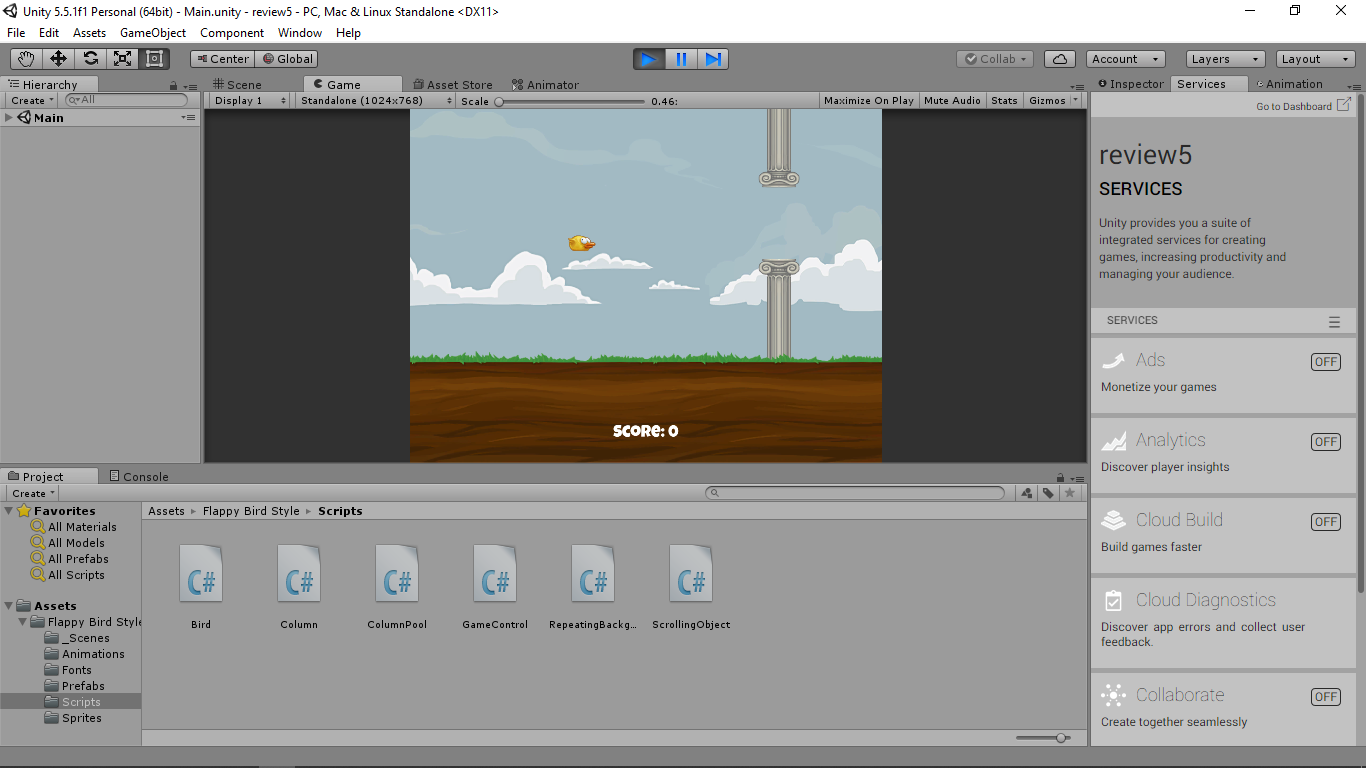 Unity 5.5.1f1 Personal (64bit) - Main.unity - review5 - PC, Mac & Linux Standalone <DX11>
File Edit Assets GameObject Component Window Help
Center Global Collab Account Layers Layout
Hierarchy Scene Game Asset Store Animator Inspector Services Animation
Create All Display 1 Standalone (1024x768) Scale 0.46: Maximize On Play Mute Audio Stats Gizmos Go to Dashboard
Main
review5
SERVICES
Unity provides you a suite of
integrated services for creating
games, increasing productivity and
managing your audience.
SERVICES
Ads OFF
Monetize your games
Analytics OFF
Discover player insights
Cloud Build OFF
Build games faster
Cloud Diagnostics
Discover app errors and collect user
feedback.
Collaborate OFF
Create together seamlessly
Score: 0
Project Console
Create
Favorites
All Materials
All Models
All Prefabs
All Scripts
Assets
Flappy Bird Style
_Scenes
Animations
Fonts
Prefabs
Scripts
Sprites
Assets Flappy Bird Style Scripts
C# C# C# C# C# C#
Bird Column ColumnPool GameControl RepeatingBackg... ScrollingObject